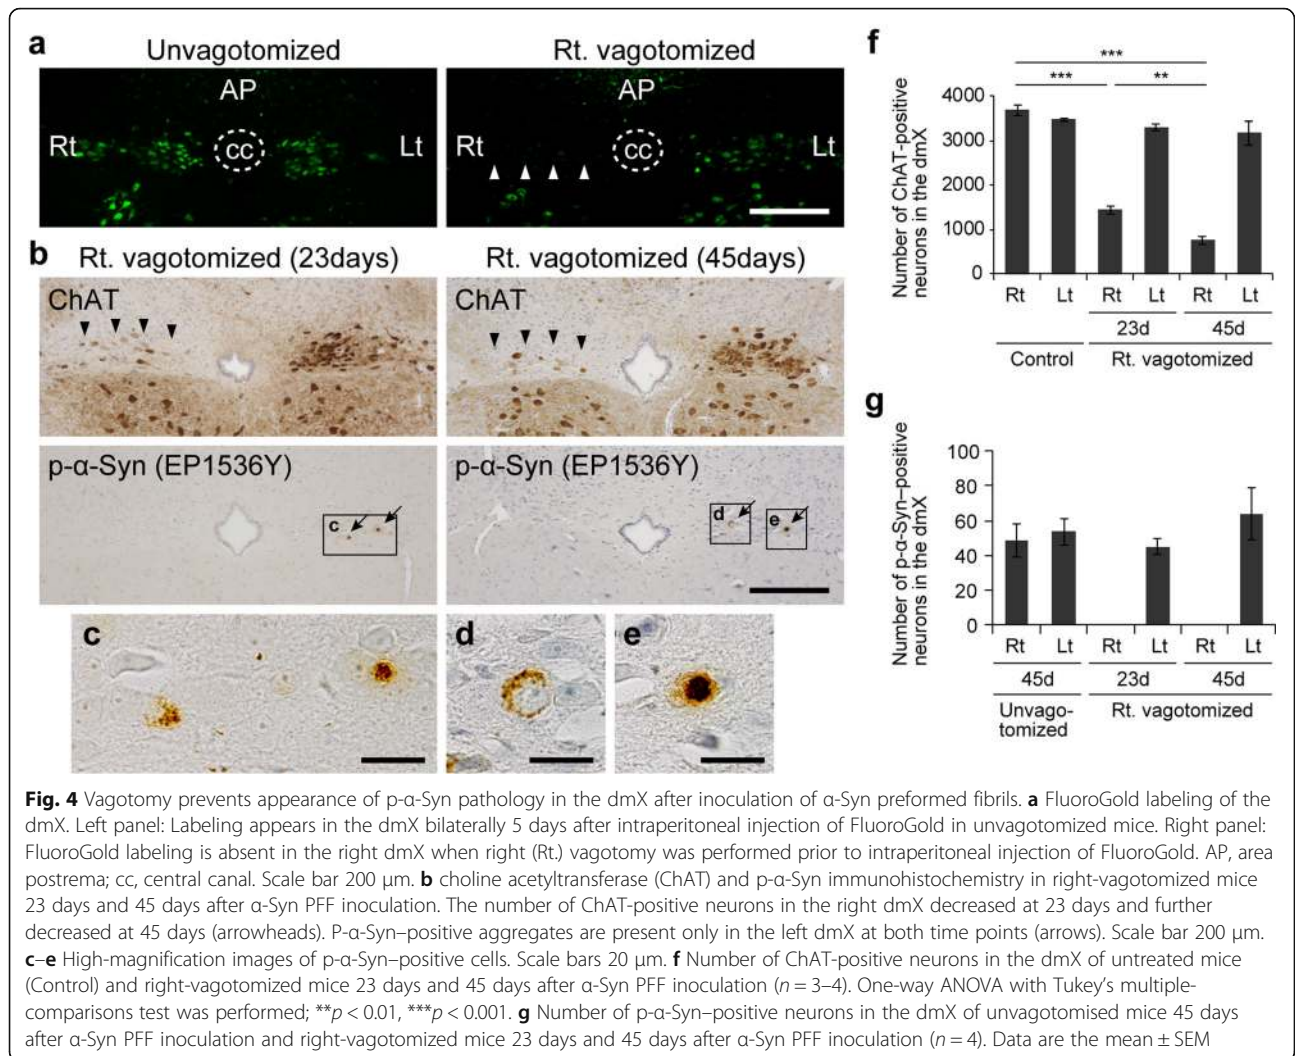 a
Unvagotomized
Rt. vagotomized
AP
Rt
cc
Lt
AP
Rt
cc
Lt
b
Rt. vagotomized (23days)
Rt. vagotomized (45days)
ChAT
ChAT
p-α-Syn (EP1536Y)
c
p-α-Syn (EP1536Y)
d
e
c
d
e
f
***
*** **
Number of ChAT-positive
neurons in the dmX
4000
3000
2000
1000
0
Rt Lt Rt Lt Rt Lt
23d 45d
Control Rt. vagotomized
g
Number of p-α-Syn–positive
neurons in the dmX
100
80
60
40
20
0
Rt Lt Rt Lt Rt Lt
45d 23d 45d
Unvago-
tomized
Rt. vagotomized
Fig. 4 Vagotomy prevents appearance of p-α-Syn pathology in the dmX after inoculation of α-Syn preformed fibrils. a FluoroGold labeling of the
dmX. Left panel: Labeling appears in the dmX bilaterally 5 days after intraperitoneal injection of FluoroGold in unvagotomized mice. Right panel:
FluoroGold labeling is absent in the right dmX when right (Rt.) vagotomy was performed prior to intraperitoneal injection of FluoroGold. AP, area
postrema; cc, central canal. Scale bar 200 μm. b choline acetyltransferase (ChAT) and p-α-Syn immunohistochemistry in right-vagotomized mice
23 days and 45 days after α-Syn PFF inoculation. The number of ChAT-positive neurons in the right dmX decreased at 23 days and further
decreased at 45 days (arrowheads). P-α-Syn–positive aggregates are present only in the left dmX at both time points (arrows). Scale bar 200 μm.
c–e High-magnification images of p-α-Syn–positive cells. Scale bars 20 μm. f Number of ChAT-positive neurons in the dmX of untreated mice
(Control) and right-vagotomized mice 23 days and 45 days after α-Syn PFF inoculation (n = 3–4). One-way ANOVA with Tukey's multiple-
comparisons test was performed; **p < 0.01, ***p < 0.001. g Number of p-α-Syn–positive neurons in the dmX of unvagotomised mice 45 days
after α-Syn PFF inoculation and right-vagotomized mice 23 days and 45 days after α-Syn PFF inoculation (n = 4). Data are the mean ± SEM